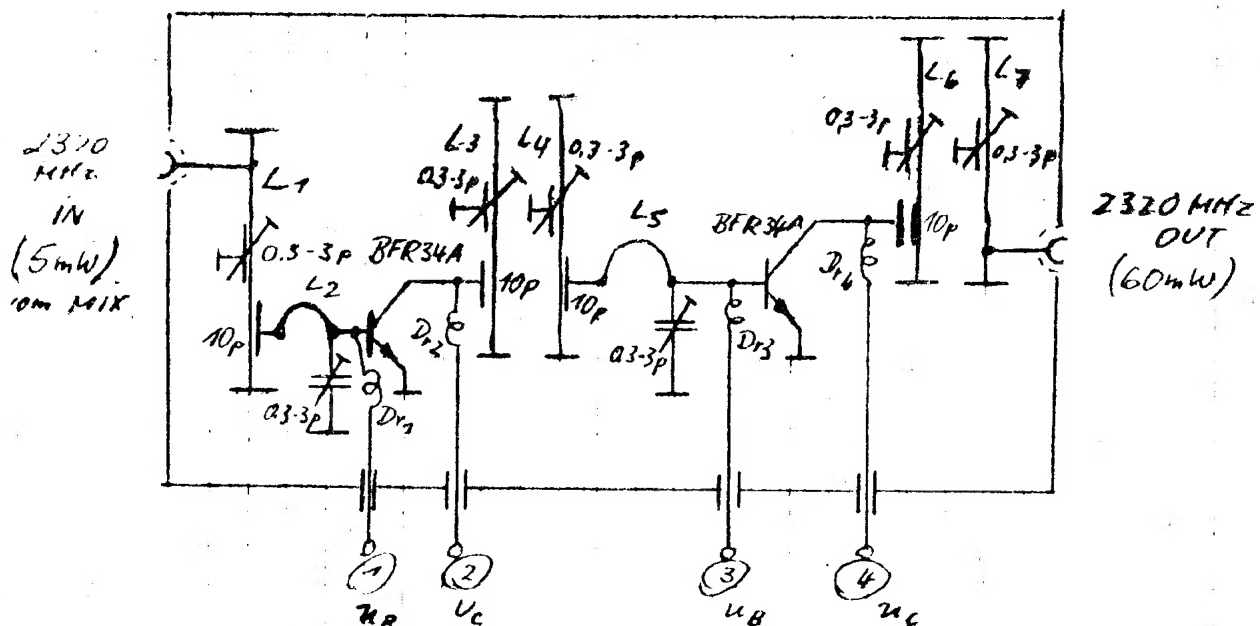 2320
MHz
IN
(5mW)
MIX
L1
0.3-3p
10p
L2
0.3-3p
BFR34A
Dr1
Dr2
L3
0.3-3p
10p
L4
0,3-3p
10p
L5
0.3-3p
BFR34A
Dr3
Dr4
10p
L6
0,3-3p
L7
0.3-3p
2320 MHz
OUT
(60mW)
1
2
3
4
UB
UC
UB
UC